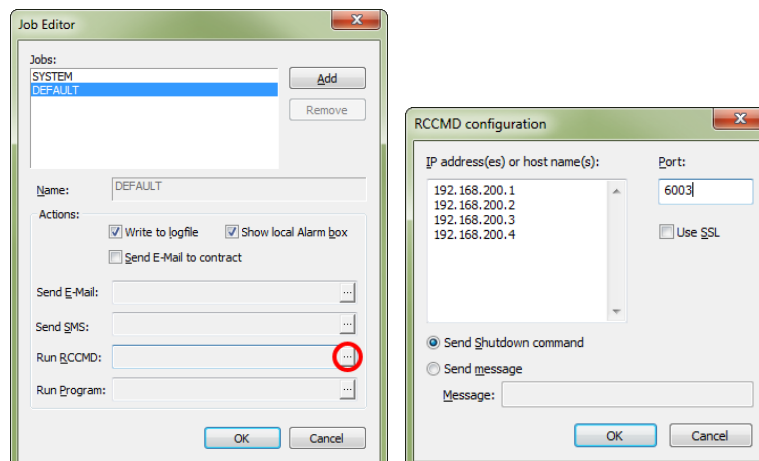 Job Editor
Jobs:
SYSTEM
DEFAULT
Add
Remove
Name: DEFAULT
Actions:
Write to logfile Show local Alarm box
Send E-Mail to contract
Send E-Mail: ...
Send SMS: ...
Run RCCMD: ...
Run Program: ...
OK Cancel
RCCMD configuration
IP address(es) or host name(s): Port:
192.168.200.1 6003
192.168.200.2
192.168.200.3
192.168.200.4
Use SSL
Send Shutdown command
Send message
Message:
OK Cancel